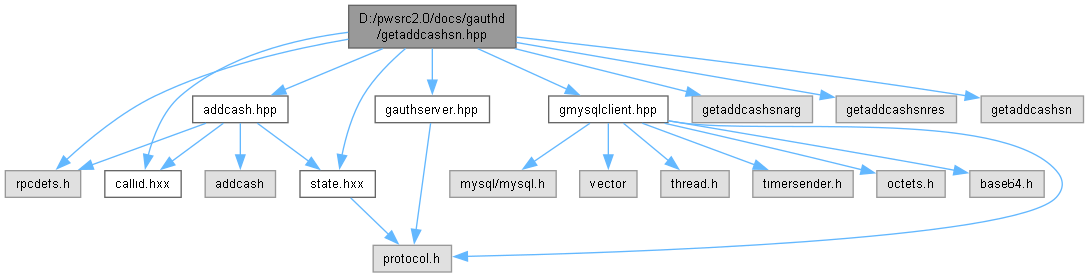 D:/pwsrc2.0/docs/gauthd
/getaddcashsn.hpp
addcash.hpp
gauthserver.hpp
gmysqlclient.hpp
getaddcashsnarg
getaddcashsnres
getaddcashsn
rpcdefs.h
callid.hxx
addcash
state.hxx
mysql/mysql.h
vector
thread.h
timersender.h
octets.h
base64.h
protocol.h